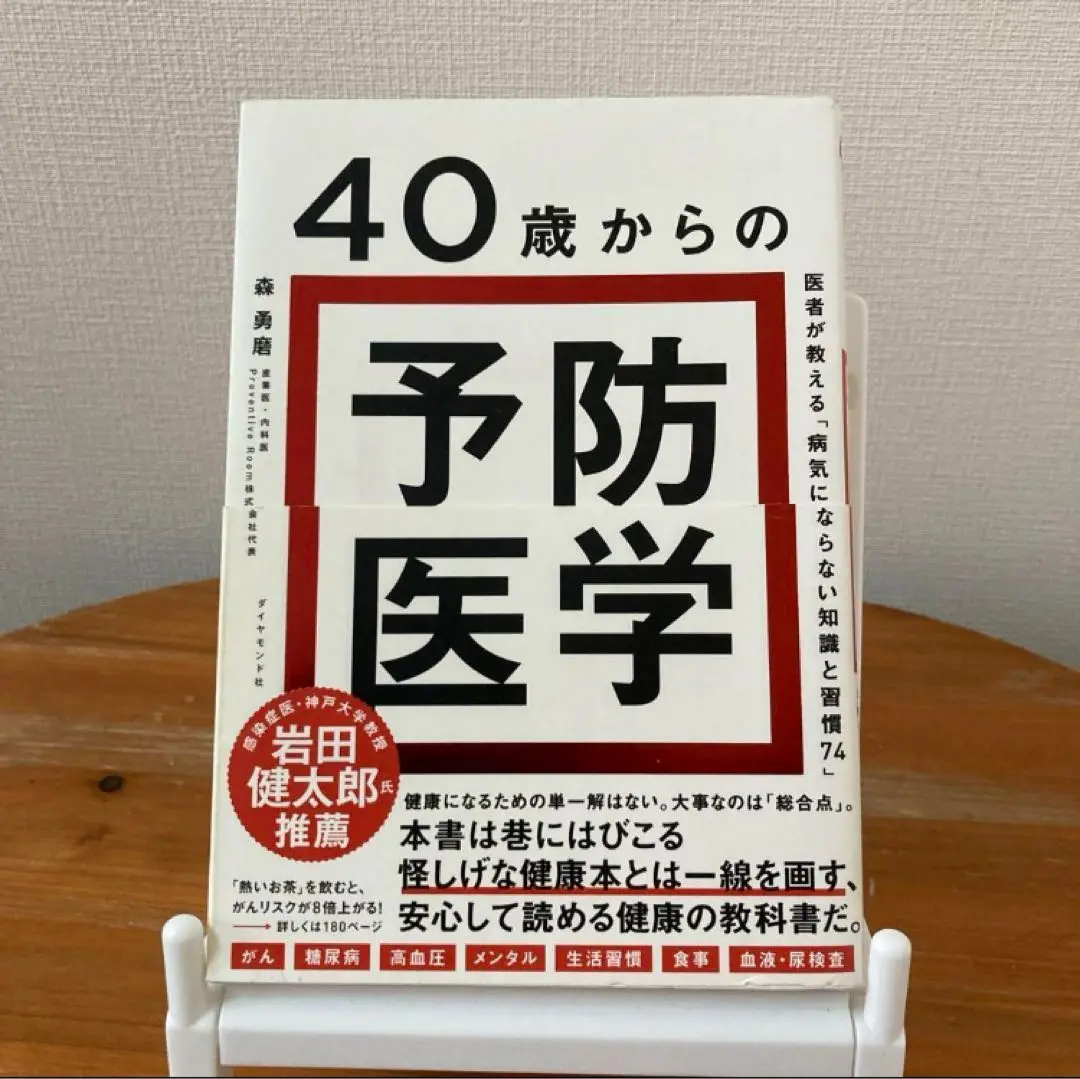 40歳からの
予防
医学
医者が教える「病気にならない知識と習慣74」
森 勇磨
産業医・内科医
Preventive Room株式会社代表
ダイヤモンド社
感染症医・神戸大学教授
岩田
健太郎氏
推薦
健康になるための単一解はない。大事なのは「総合点」。
本書は巷にはびこる
怪しげな健康本とは一線を画す、
安心して読める健康の教科書だ。
「熱いお茶」を飲むと、
がんリスクが8倍上がる!
→ 詳しくは180ページ
がん 糖尿病 高血圧 メンタル 生活習慣 食事 血液・尿検査